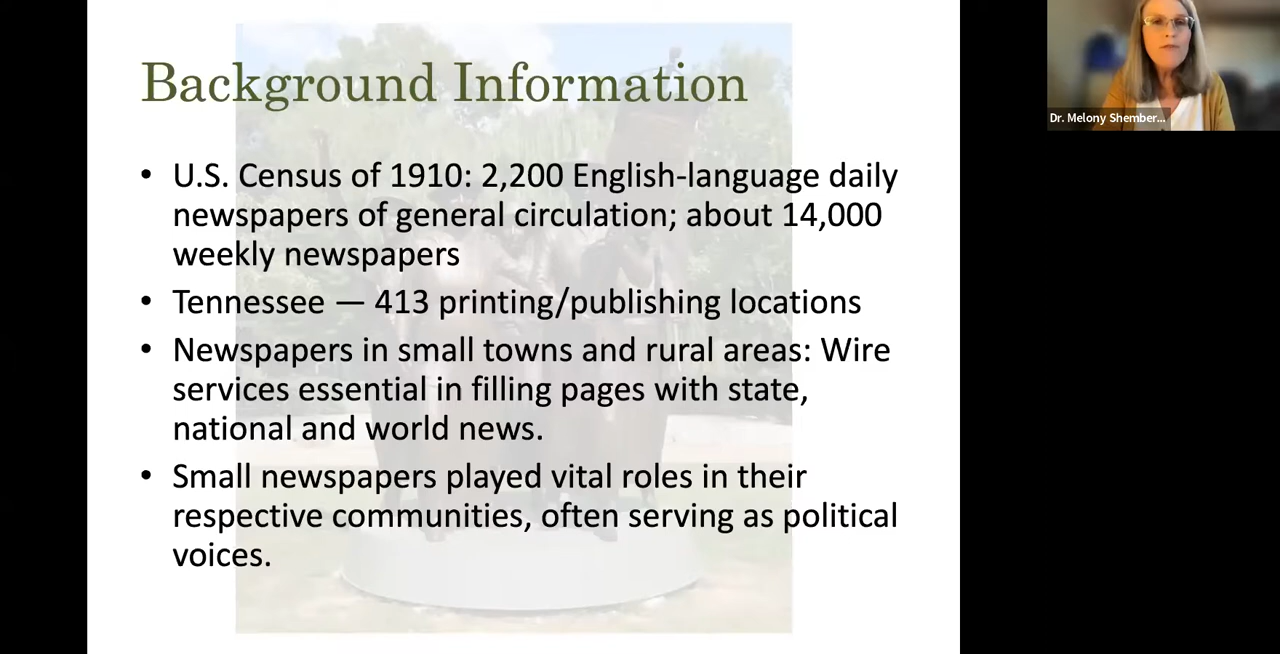 Background Information
• U.S. Census of 1910: 2,200 English-language daily
newspapers of general circulation; about 14,000
weekly newspapers
• Tennessee — 413 printing/publishing locations
• Newspapers in small towns and rural areas: Wire
services essential in filling pages with state,
national and world news.
• Small newspapers played vital roles in their
respective communities, often serving as political
voices.
Dr. Melony Shember...